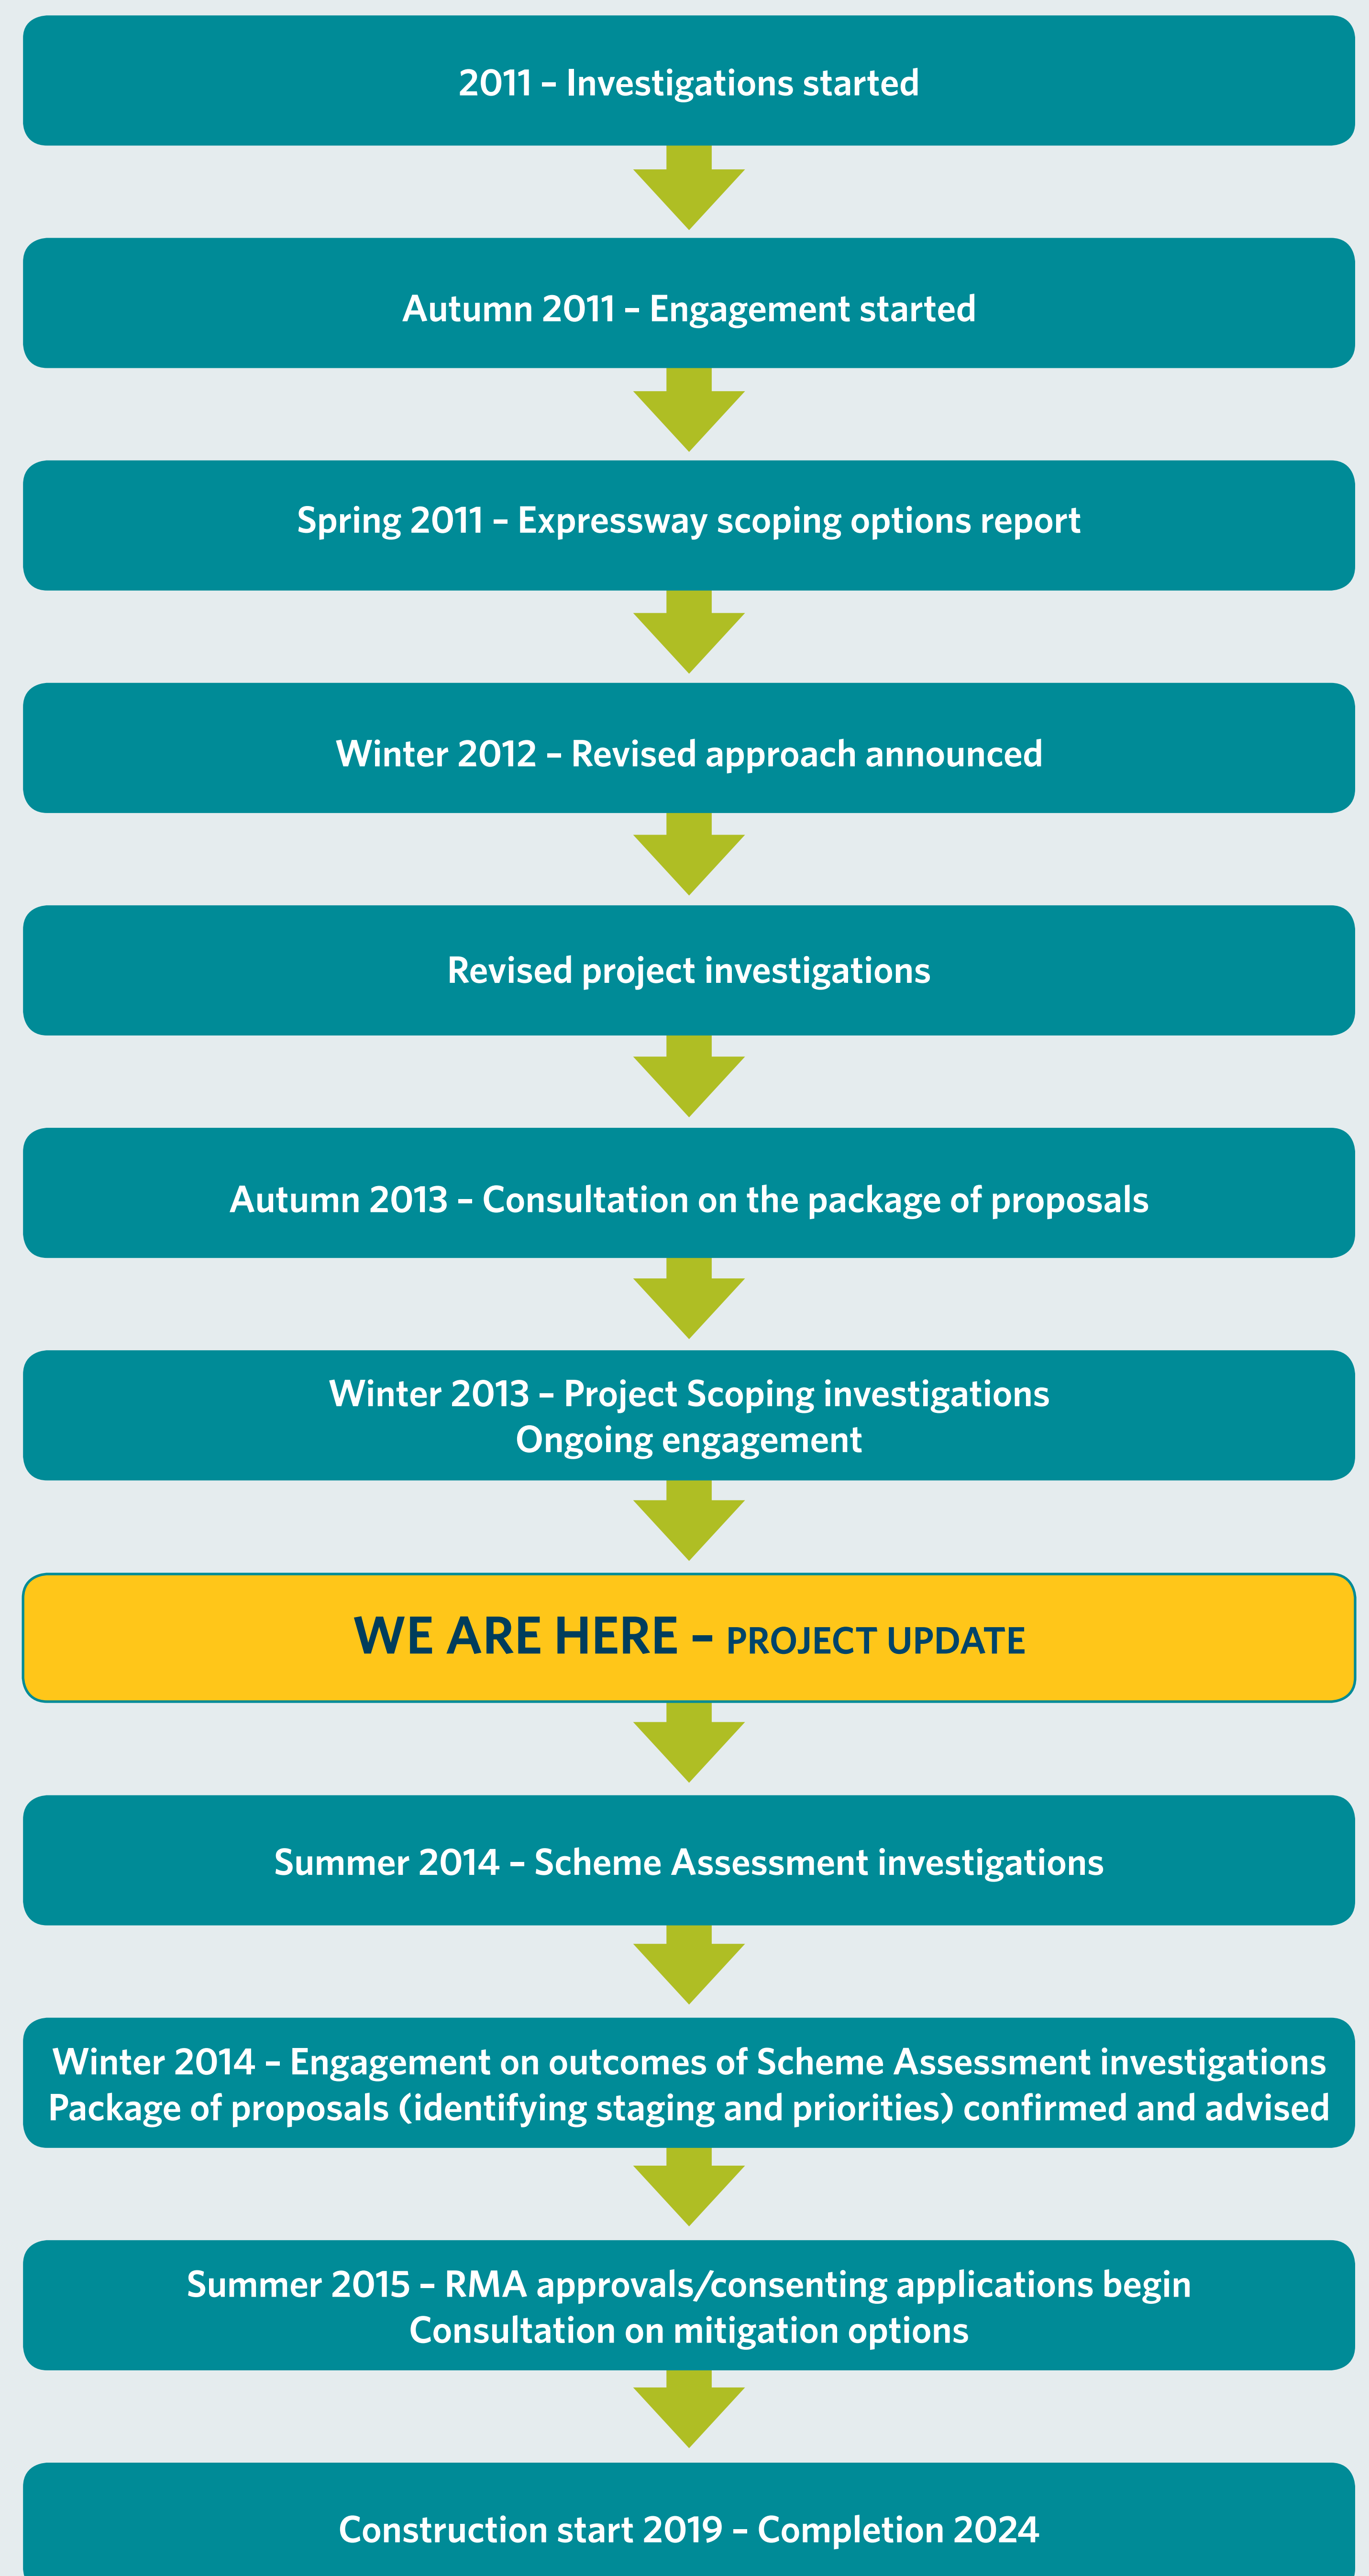 2011 – Investigations started
Autumn 2011 – Engagement started
Spring 2011 – Expressway scoping options report
Winter 2012 – Revised approach announced
Revised project investigations
Autumn 2013 – Consultation on the package of proposals
Winter 2013 – Project Scoping investigations
Ongoing engagement
WE ARE HERE – PROJECT UPDATE
Summer 2014 – Scheme Assessment investigations
Winter 2014 – Engagement on outcomes of Scheme Assessment investigations
Package of proposals (identifying staging and priorities) confirmed and advised
Summer 2015 – RMA approvals/consenting applications begin
Consultation on mitigation options
Construction start 2019 – Completion 2024